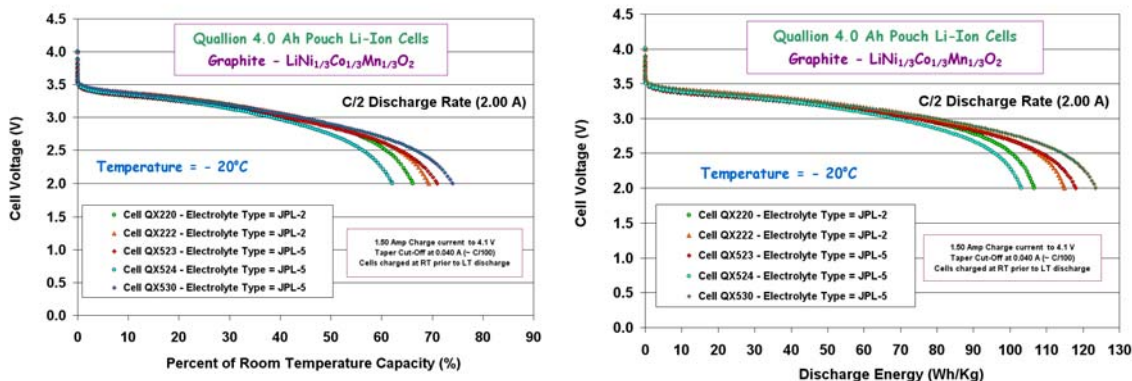 4.5
4.0
3.5
3.0
2.5
2.0
1.5
1.0
0.5
0.0
Cell Voltage (V)
Quallion 4.0 Ah Pouch Li-Ion Cells
Graphite - LiNi1/3Co1/3Mn1/3O2
C/2 Discharge Rate (2.00 A)
Temperature = - 20°C
Cell QX220 - Electrolyte Type = JPL-2
Cell QX222 - Electrolyte Type = JPL-2
Cell QX523 - Electrolyte Type = JPL-5
Cell QX524 - Electrolyte Type = JPL-5
Cell QX530 - Electrolyte Type = JPL-5
1.50 Amp Charge current to 4.1 V
Taper Cut-Off at 0.040 A (~ C/100)
Cells charged at RT prior to LT discharge
0 10 20 30 40 50 60 70 80 90
Percent of Room Temperature Capacity (%)
4.5
4.0
3.5
3.0
2.5
2.0
1.5
1.0
0.5
0.0
Cell Voltage (V)
Quallion 4.0 Ah Pouch Li-Ion Cells
Graphite - LiNi1/3Co1/3Mn1/3O2
C/2 Discharge Rate (2.00 A)
Temperature = - 20°C
Cell QX220 - Electrolyte Type = JPL-2
Cell QX222 - Electrolyte Type = JPL-2
Cell QX523 - Electrolyte Type = JPL-5
Cell QX524 - Electrolyte Type = JPL-5
Cell QX530 - Electrolyte Type = JPL-5
1.50 Amp Charge current to 4.1 V
Taper Cut-Off at 0.040 A (~ C/100)
Cells charged at RT prior to LT discharge
0 10 20 30 40 50 60 70 80 90 100 110 120 130
Discharge Energy (Wh/Kg)